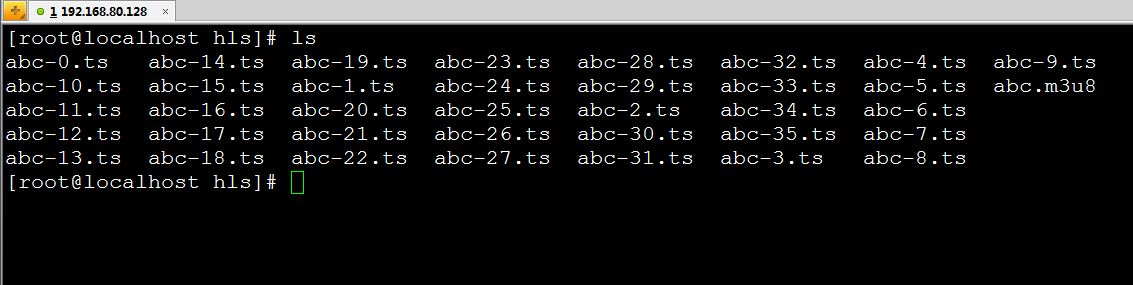 1 192.168.80.128 ×
[root@localhost hls]# ls
abc-0.ts abc-14.ts abc-19.ts abc-23.ts abc-28.ts abc-32.ts abc-4.ts abc-9.ts
abc-10.ts abc-15.ts abc-1.ts abc-24.ts abc-29.ts abc-33.ts abc-5.ts abc.m3u8
abc-11.ts abc-16.ts abc-20.ts abc-25.ts abc-2.ts abc-34.ts abc-6.ts
abc-12.ts abc-17.ts abc-21.ts abc-26.ts abc-30.ts abc-35.ts abc-7.ts
abc-13.ts abc-18.ts abc-22.ts abc-27.ts abc-31.ts abc-3.ts abc-8.ts
[root@localhost hls]#